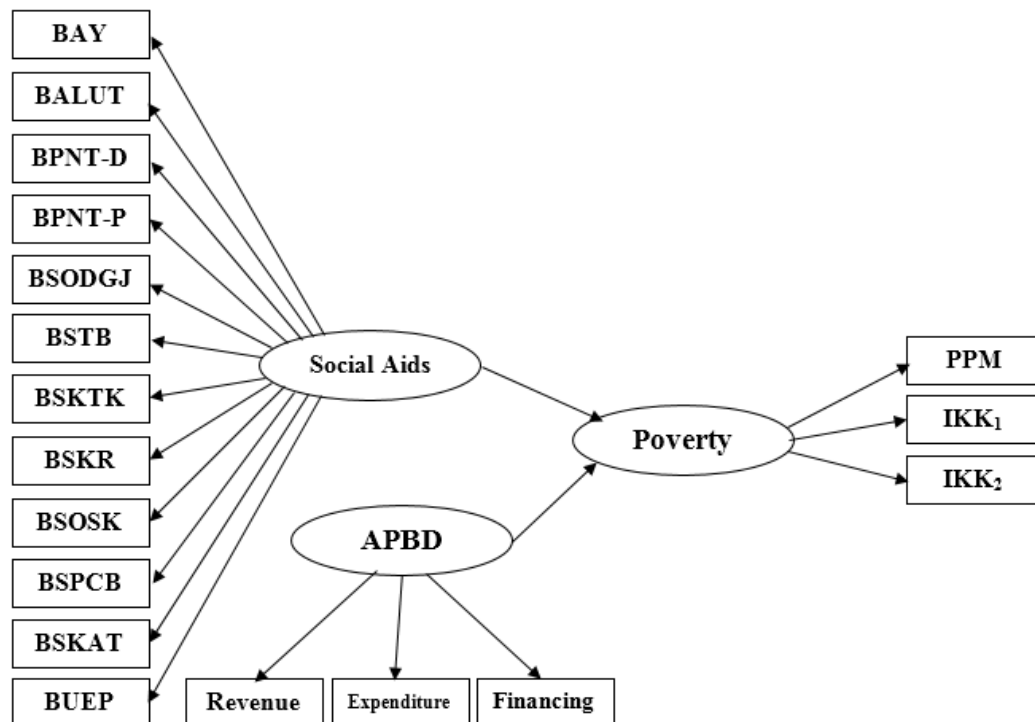 BAY
BALUT
BPNT-D
BPNT-P
BSODGJ
BSTB
BSKTK
BSKR
BSOSK
BSPCB
BSKAT
BUEP
Social Aids
APBD
Revenue
Expenditure
Financing
Poverty
PPM
IKK₁
IKK₂